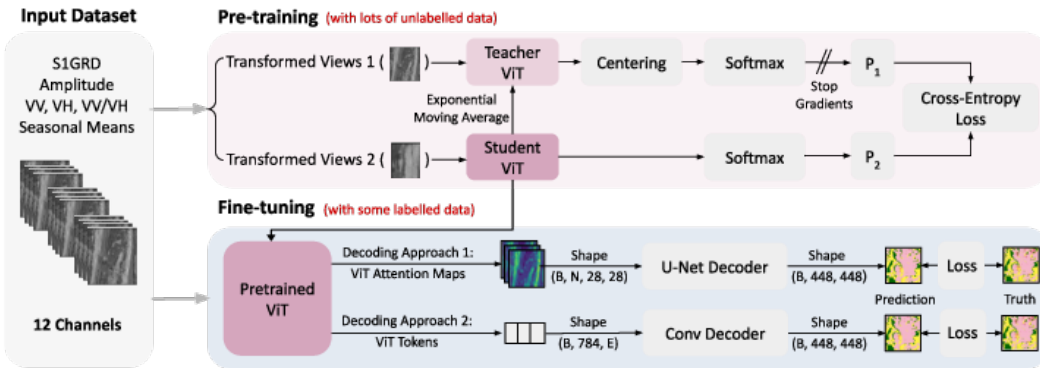 Input Dataset
S1GRD
Amplitude
VV, VH, VV/VH
Seasonal Means
12 Channels
Pre-training (with lots of unlabelled data)
Transformed Views 1 ( )
Teacher
ViT
Centering
Softmax
Stop
Gradients
P1
Cross-Entropy
Loss
Exponential
Moving Average
Transformed Views 2 ( )
Student
ViT
Softmax
P2
Fine-tuning (with some labelled data)
Pretrained
ViT
Decoding Approach 1:
ViT Attention Maps
Shape
(B, N, 28, 28)
U-Net Decoder
Shape
(B, 448, 448)
Loss
Prediction
Truth
Decoding Approach 2:
ViT Tokens
Shape
(B, 784, E)
Conv Decoder
Shape
(B, 448, 448)
Loss